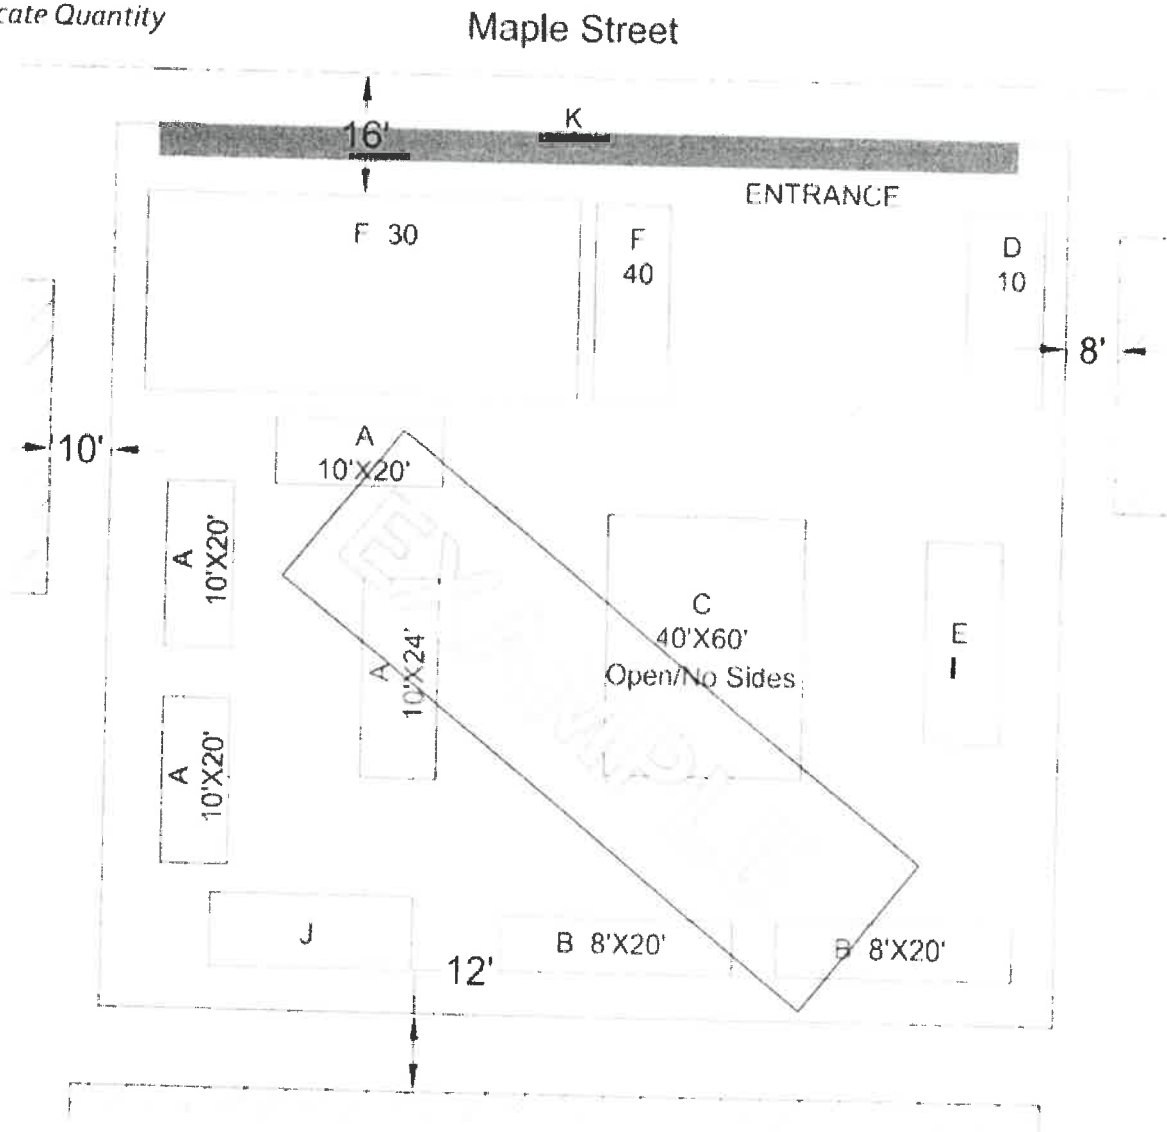 cate Quantity
Maple Street
K
16'
ENTRANCE
F 30
F
40
D
10
8'
10'
A
10'X20'
A
10'X20'
EXAMPLE
C
40'X60'
Open/No Sides
E
I
A
10'X24'
A
10'X20'
J
B 8'X20'
B 8'X20'
12'